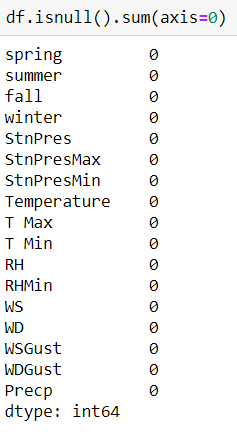 df.isnull().sum(axis=0)
spring 0
summer 0
fall 0
winter 0
StnPres 0
StnPresMax 0
StnPresMin 0
Temperature 0
T Max 0
T Min 0
RH 0
RHMin 0
WS 0
WD 0
WSGust 0
WDGust 0
Precp 0
dtype: int64